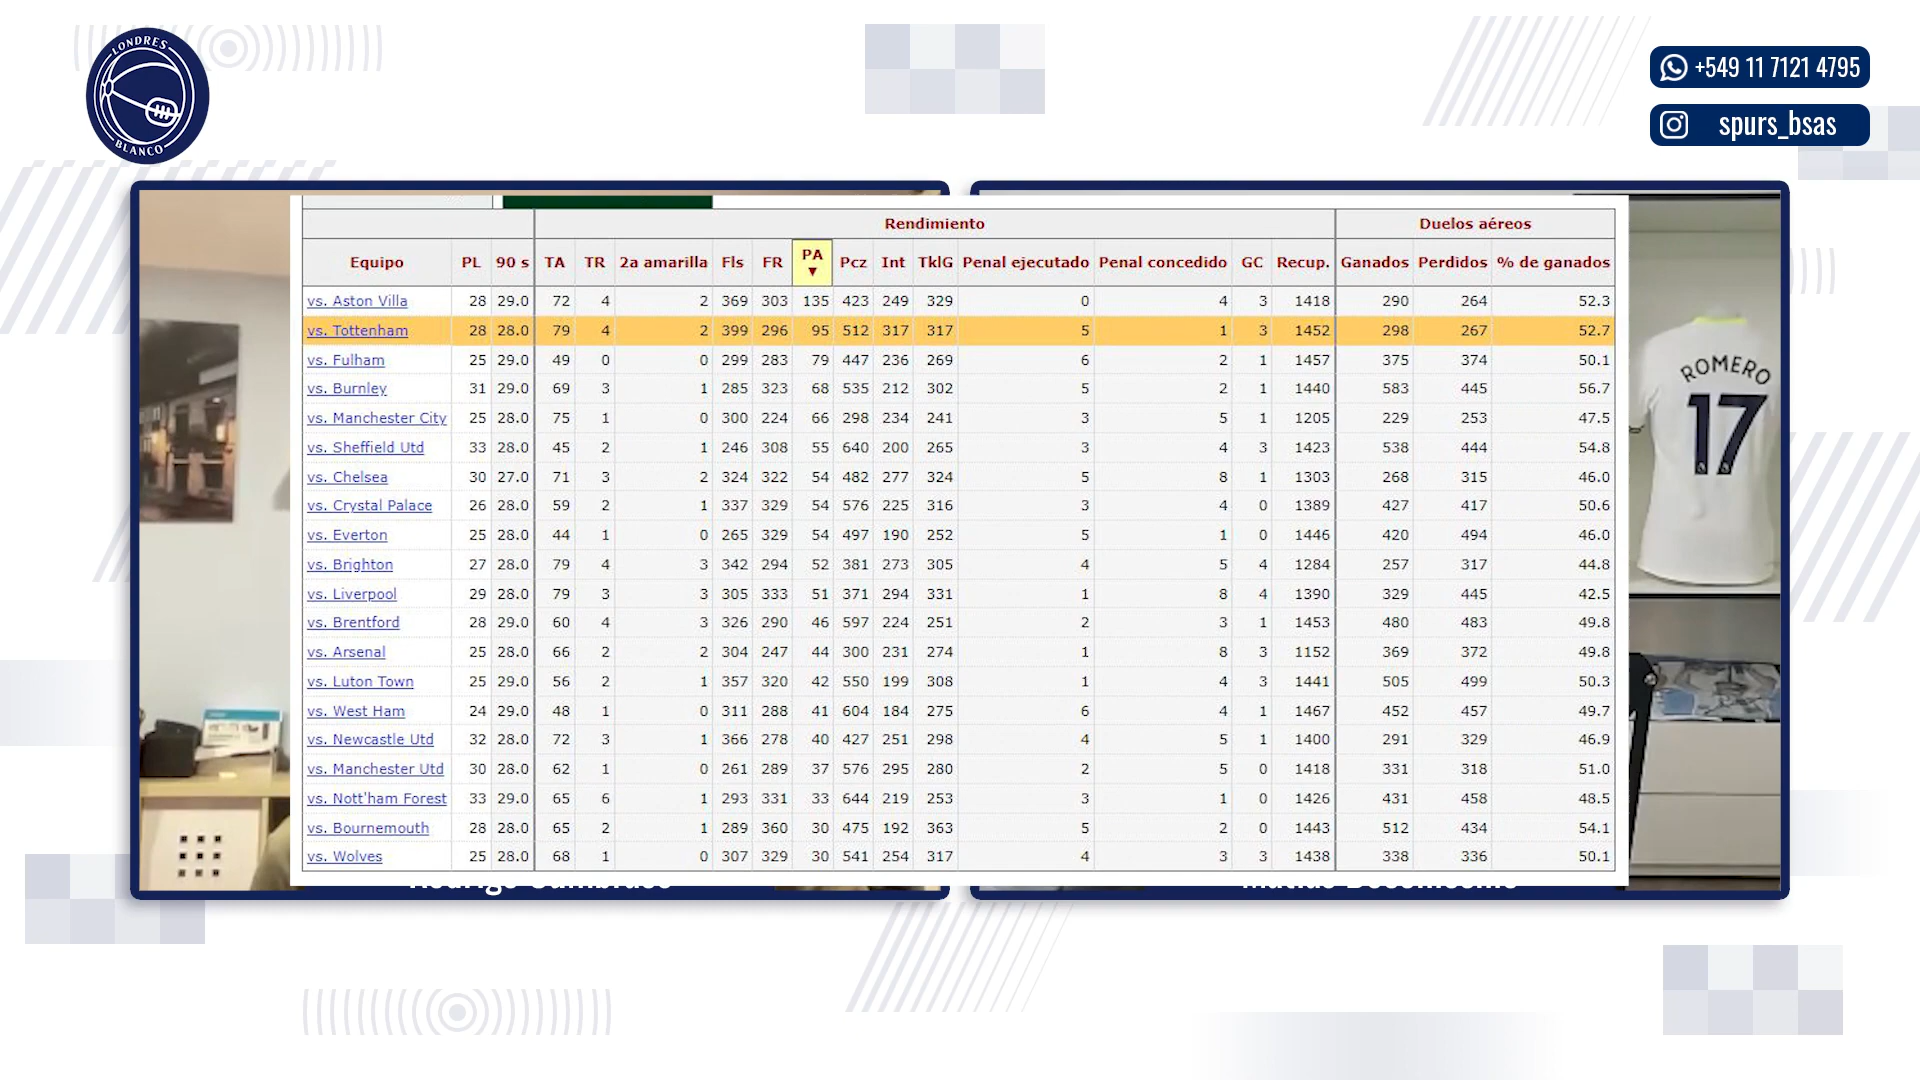 LONDRES
BLANCO
+549 11 7121 4795
spurs_bsas
Rendimiento Duelos aéreos
Equipo PL 90 s TA TR 2a amarilla Fls FR PA ▼ Pcz Int TklG Penal ejecutado Penal concedido GC Recup. Ganados Perdidos % de ganados
vs. Aston Villa 28 29.0 72 4 2 369 303 135 423 249 329 0 4 3 1418 290 264 52.3
vs. Tottenham 28 28.0 79 4 2 399 296 95 512 317 317 5 1 3 1452 298 267 52.7
vs. Fulham 25 29.0 49 0 0 299 283 79 447 236 269 6 2 1 1457 375 374 50.1
vs. Burnley 31 29.0 69 3 1 285 323 68 535 212 302 5 2 1 1440 583 445 56.7
vs. Manchester City 25 28.0 75 1 0 300 224 66 298 234 241 3 5 1 1205 229 253 47.5
vs. Sheffield Utd 33 28.0 45 2 1 246 308 55 640 200 265 3 4 3 1423 538 444 54.8
vs. Chelsea 30 27.0 71 3 2 324 322 54 482 277 324 5 8 1 1303 268 315 46.0
vs. Crystal Palace 26 28.0 59 2 1 337 329 54 576 225 316 3 4 0 1389 427 417 50.6
vs. Everton 25 28.0 44 1 0 265 329 54 497 190 252 5 1 0 1446 420 494 46.0
vs. Brighton 27 28.0 79 4 3 342 294 52 381 273 305 4 5 4 1284 257 317 44.8
vs. Liverpool 29 28.0 79 3 3 305 333 51 371 294 331 1 8 4 1390 329 445 42.5
vs. Brentford 28 29.0 60 4 3 326 290 46 597 224 251 2 3 1 1453 480 483 49.8
vs. Arsenal 25 28.0 66 2 2 304 247 44 300 231 274 1 8 3 1152 369 372 49.8
vs. Luton Town 25 29.0 56 2 1 357 320 42 550 199 308 1 4 3 1441 505 499 50.3
vs. West Ham 24 29.0 48 1 0 311 288 41 604 184 275 6 4 1 1467 452 457 49.7
vs. Newcastle Utd 32 28.0 72 3 1 366 278 40 427 251 298 4 5 1 1400 291 329 46.9
vs. Manchester Utd 30 28.0 62 1 0 261 289 37 576 295 280 2 5 0 1418 331 318 51.0
vs. Nott'ham Forest 33 29.0 65 6 1 293 331 33 644 219 253 3 1 0 1426 431 458 48.5
vs. Bournemouth 28 28.0 65 2 1 289 360 30 475 192 363 5 2 0 1443 512 434 54.1
vs. Wolves 25 28.0 68 1 0 307 329 30 541 254 317 4 3 3 1438 338 336 50.1
ROMERO
17